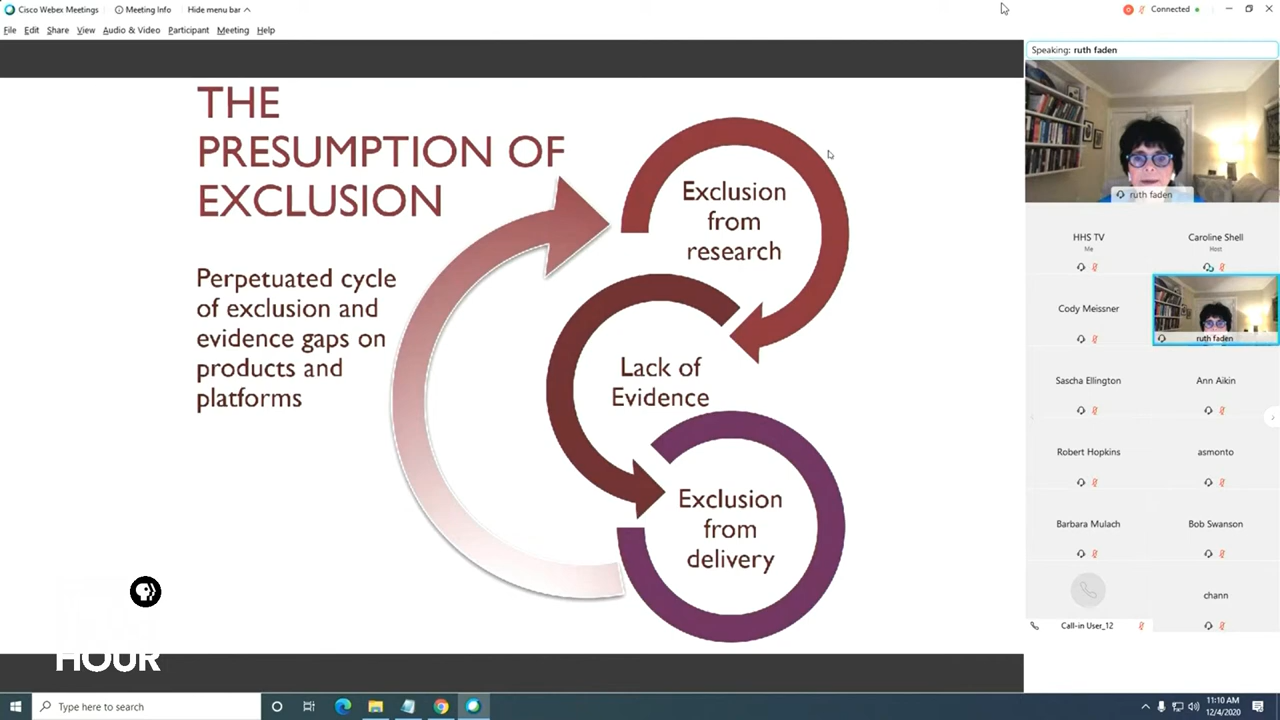 Cisco Webex Meetings
Meeting Info
Hide menu bar
Connected
File Edit Share View Audio & Video Participant Meeting Help
Speaking: ruth faden
THE
PRESUMPTION OF
EXCLUSION
Perpetuated cycle
of exclusion and
evidence gaps on
products and
platforms
Exclusion
from
research
Lack of
Evidence
Exclusion
from
delivery
HOUR
ruth faden
HHS TV
Me
Caroline Shell
Host
Cody Meissner
ruth faden
Sascha Ellington
Ann Aikin
Robert Hopkins
asmonto
Barbara Mulach
Bob Swanson
Call-in User_12
chann
Type here to search
11:10 AM
12/4/2020